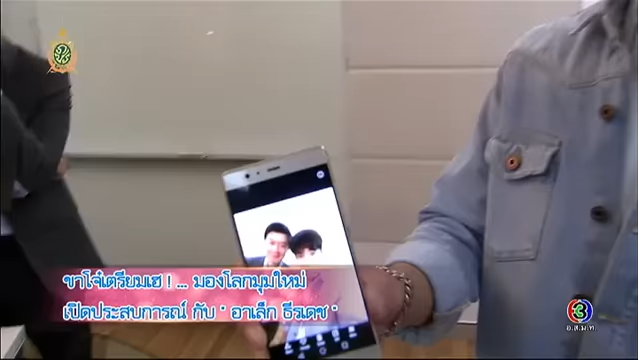 ขาโจ๋เตรียมเฮ ! ... มองโลกมุมใหม่
เปิดประสบการณ์ กับ " อาเล็ก ธีรเดช "
3
อ.ส.ม.ท